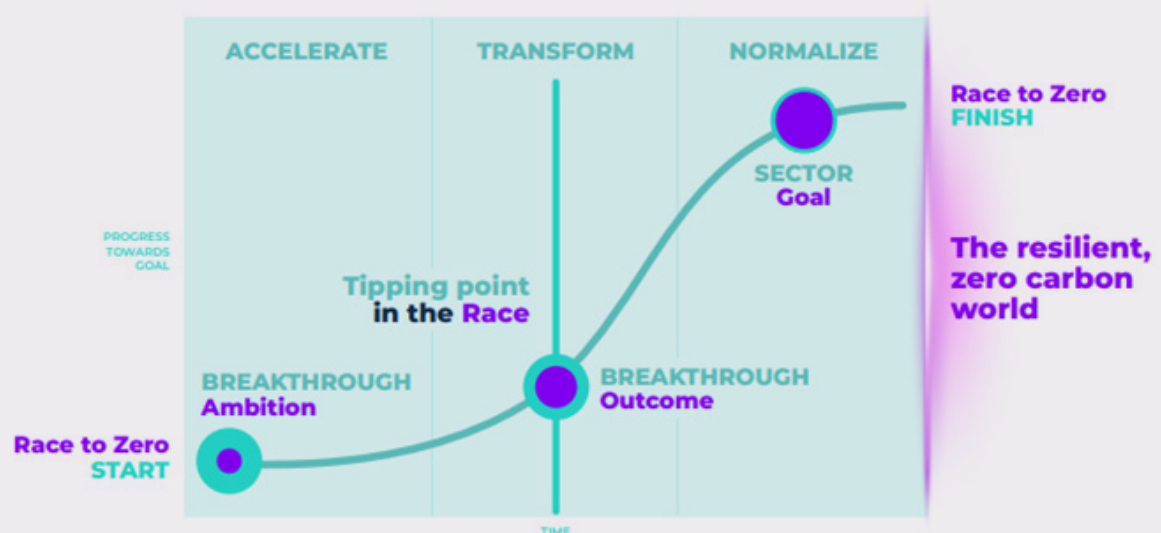 ACCELERATE
TRANSFORM
NORMALIZE
Race to Zero
FINISH
SECTOR
Goal
PROGRESS
TOWARDS
GOAL
The resilient,
zero carbon
world
Tipping point
in the Race
BREAKTHROUGH
Ambition
BREAKTHROUGH
Outcome
Race to Zero
START
TIME